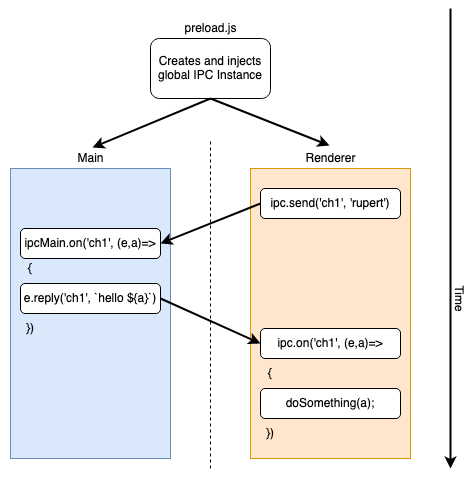 preload.js
Creates and injects
global IPC Instance
Main
Renderer
ipc.send('ch1', 'rupert')
ipcMain.on('ch1', (e,a)=>
{
e.reply('ch1', `hello ${a}`)
})
ipc.on('ch1', (e,a)=>
{
doSomething(a);
})
Time